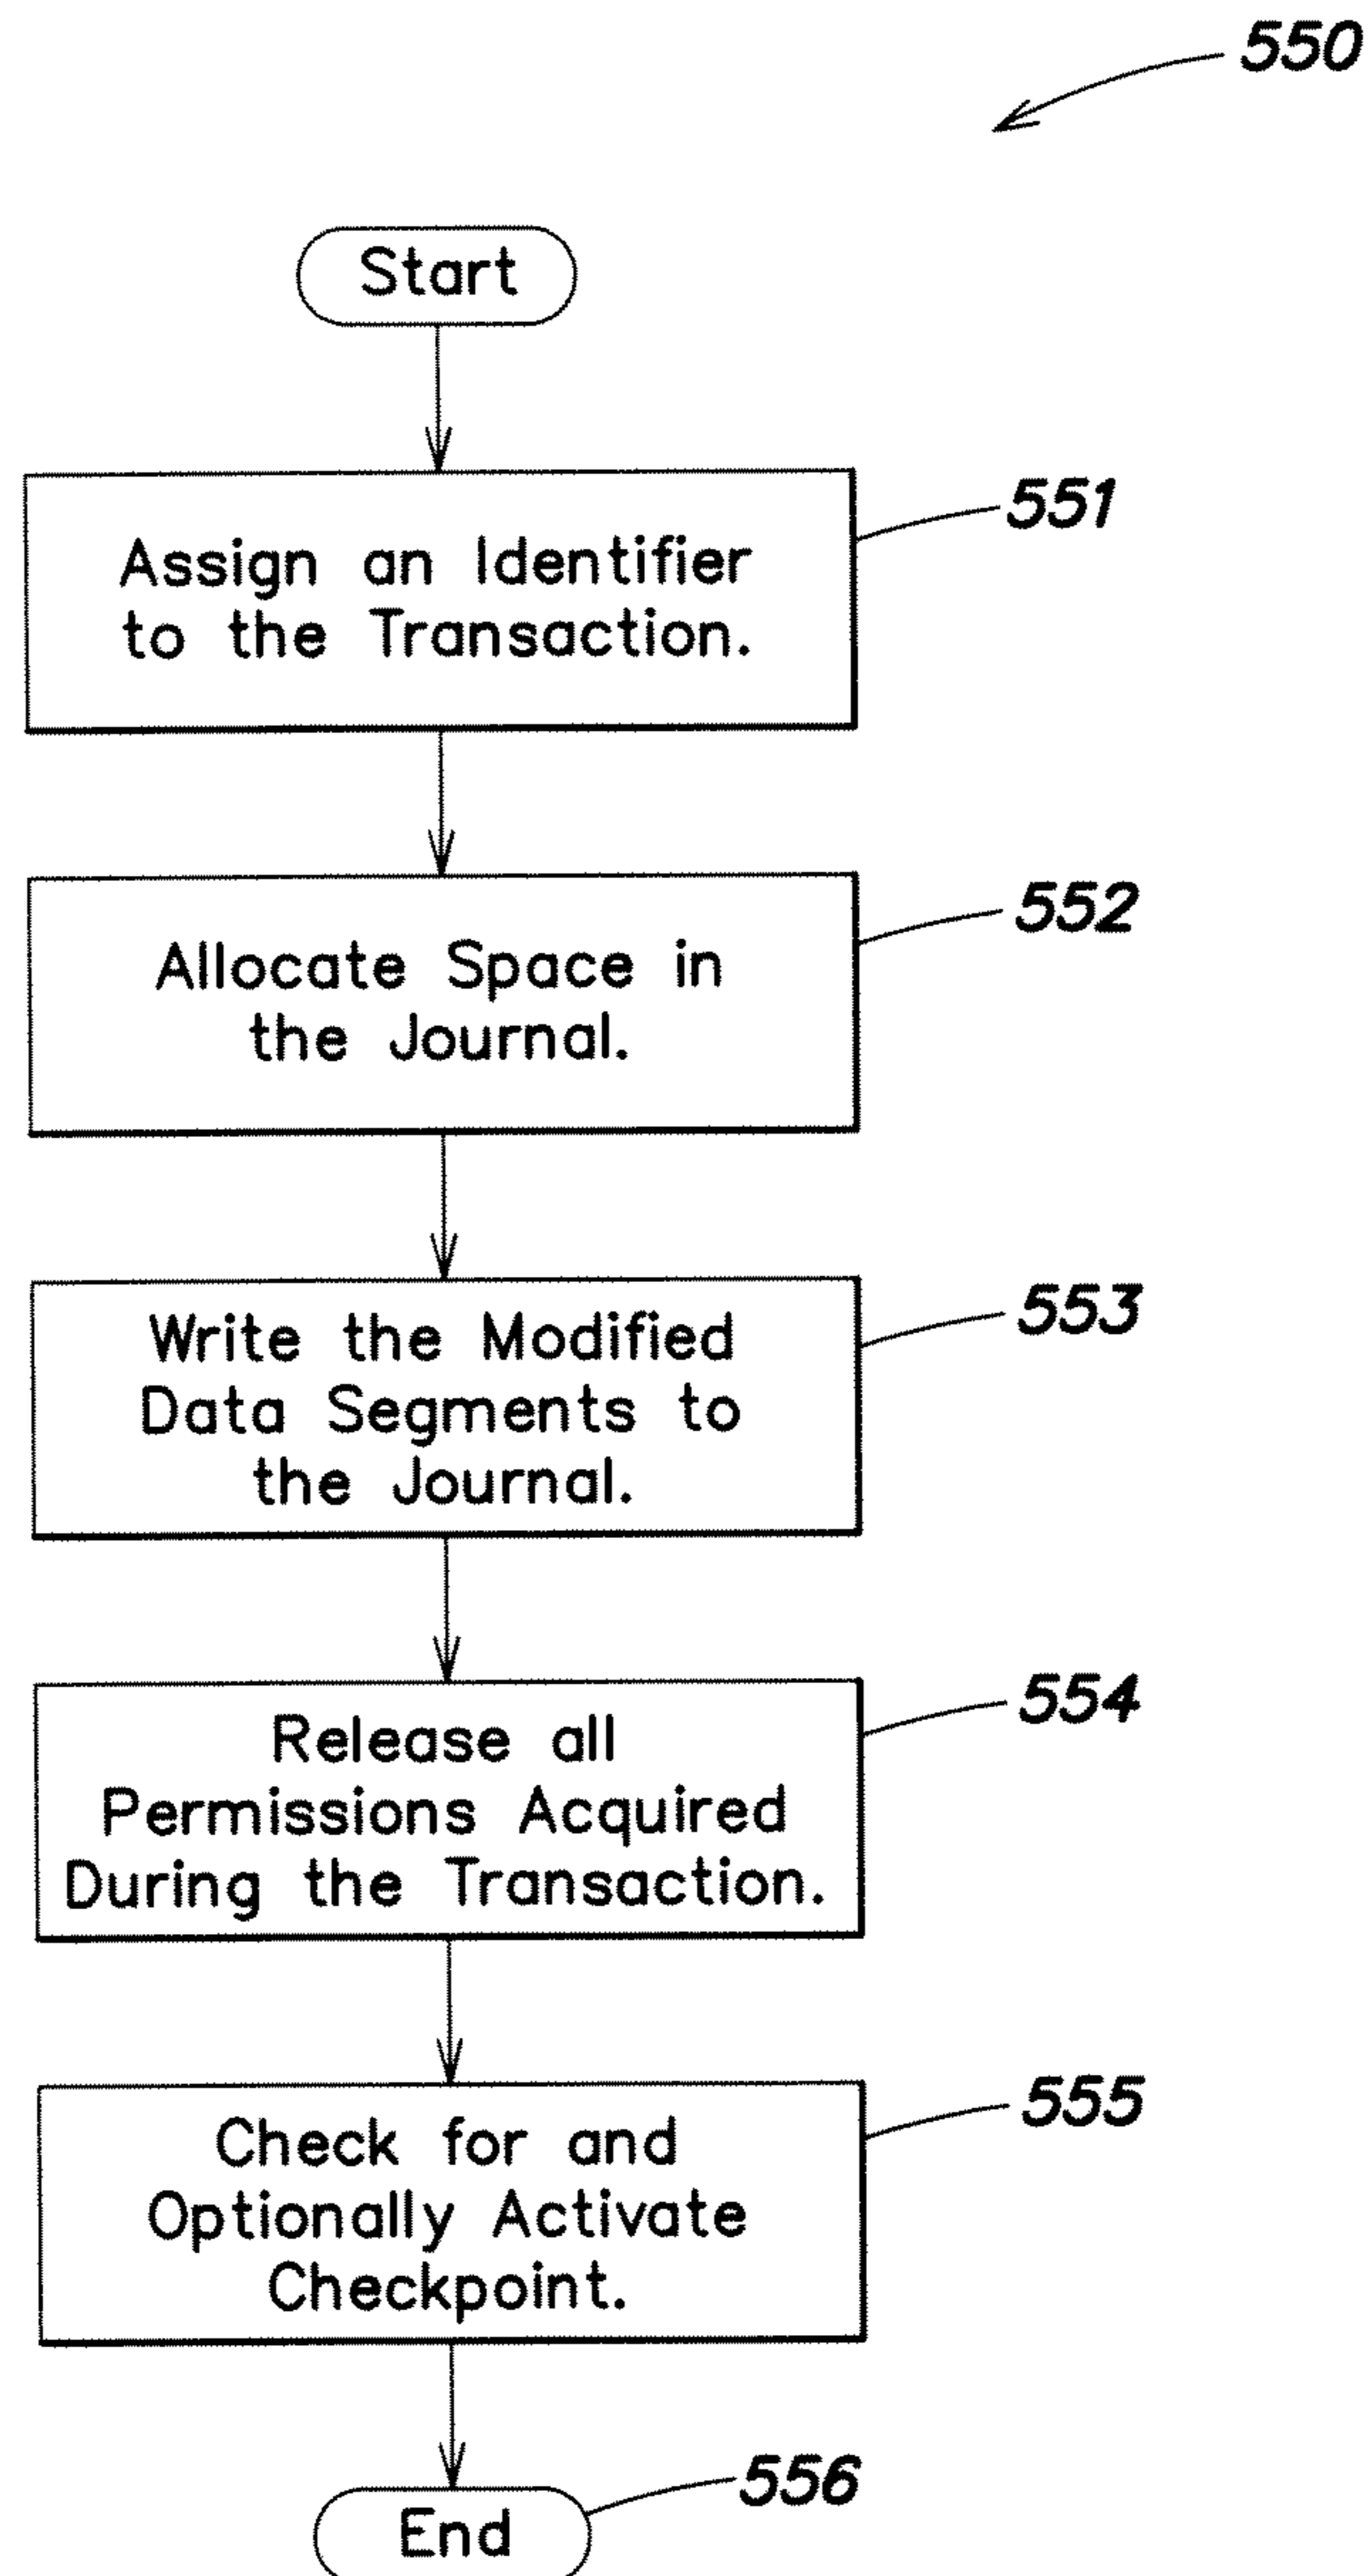 550
Start
551
Assign an Identifier
to the Transaction.
552
Allocate Space in
the Journal.
553
Write the Modified
Data Segments to
the Journal.
554
Release all
Permissions Acquired
During the Transaction.
555
Check for and
Optionally Activate
Checkpoint.
556
End